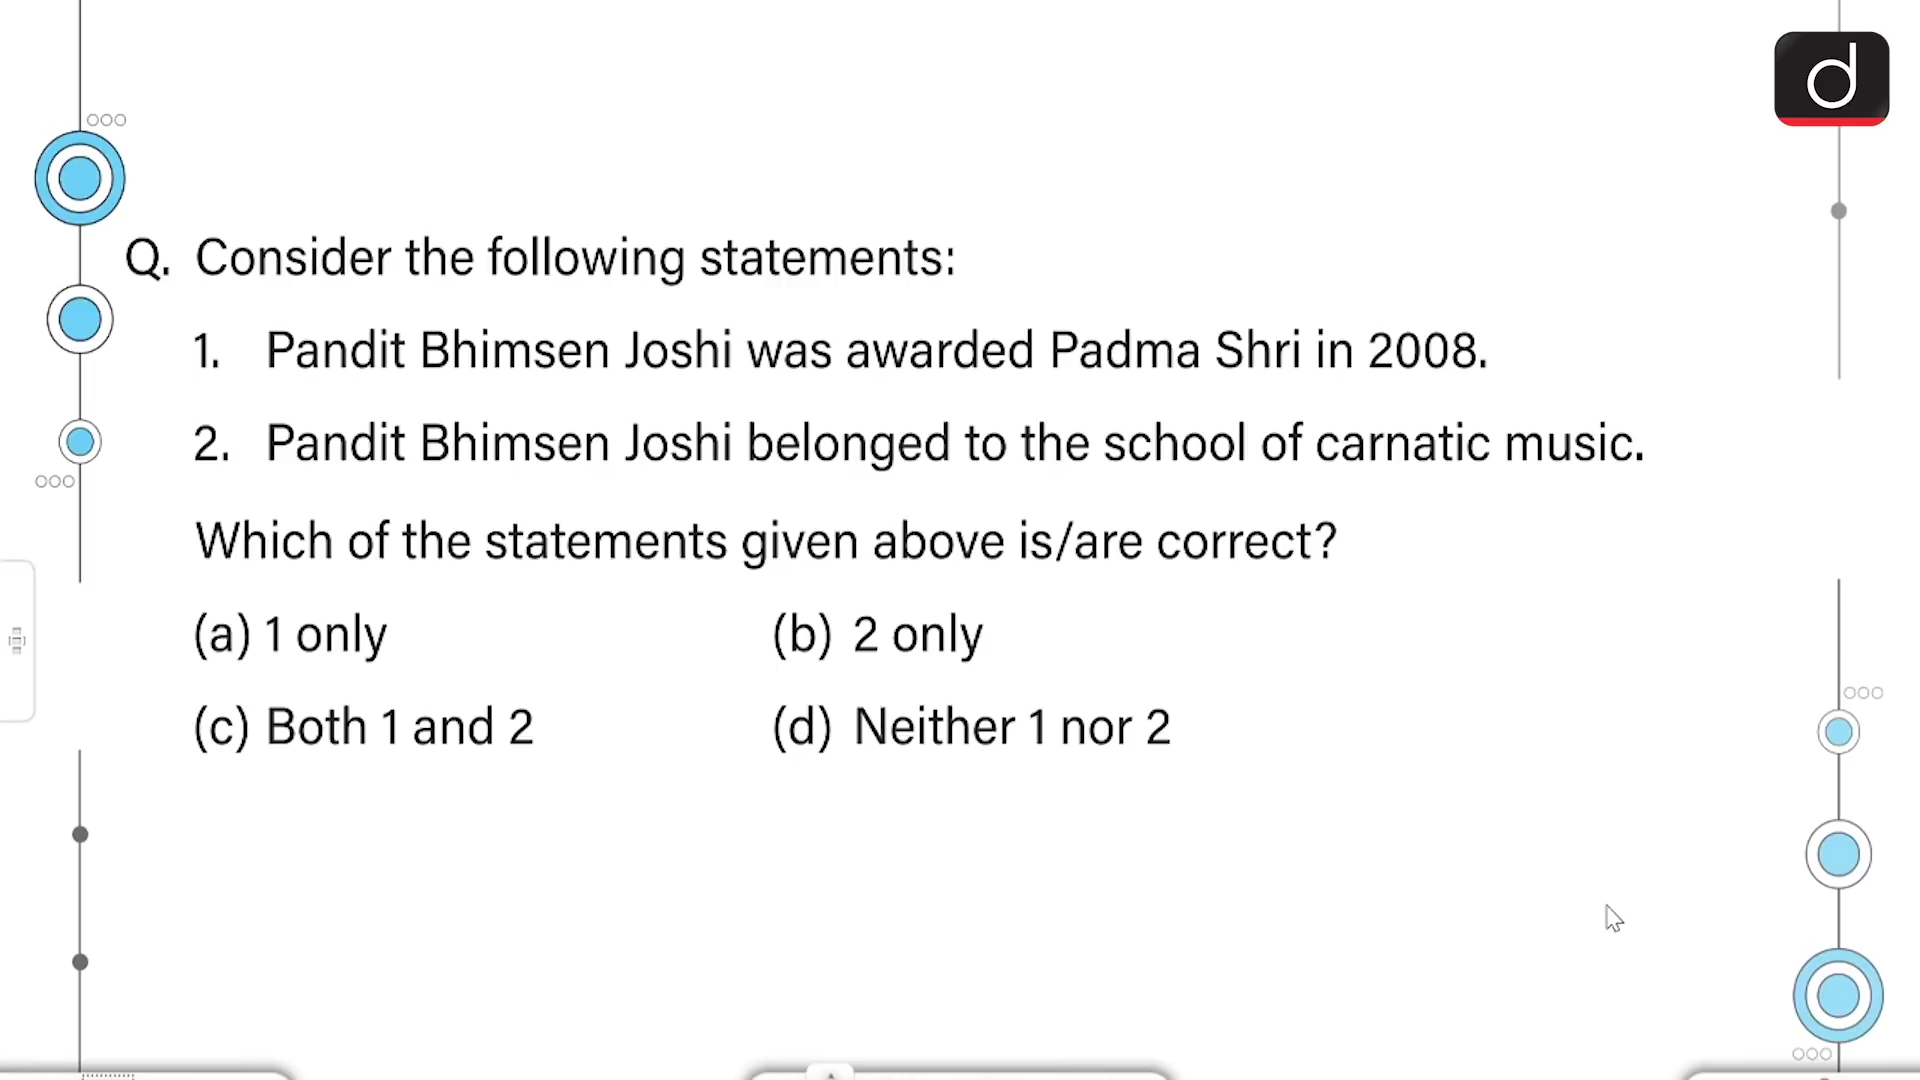 d
Q. Consider the following statements:
1. Pandit Bhimsen Joshi was awarded Padma Shri in 2008.
2. Pandit Bhimsen Joshi belonged to the school of carnatic music.
Which of the statements given above is/are correct?
(a) 1 only (b) 2 only
(c) Both 1 and 2 (d) Neither 1 nor 2